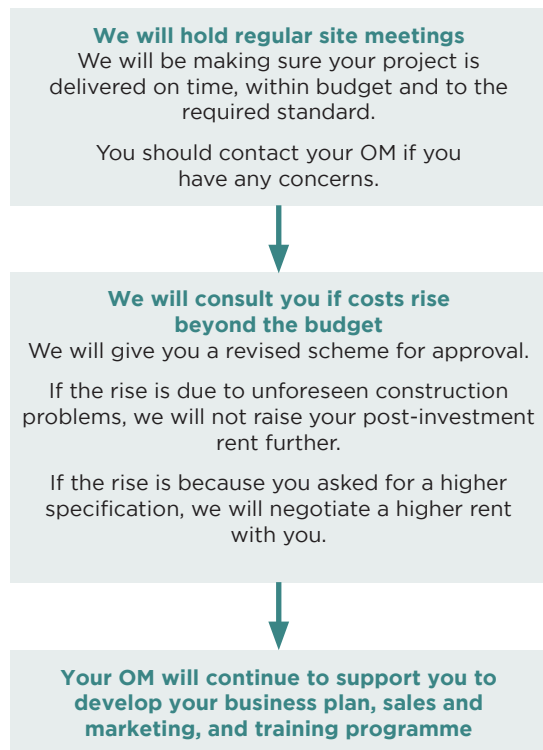 We will hold regular site meetings
We will be making sure your project is
delivered on time, within budget and to the
required standard.
You should contact your OM if you
have any concerns.
We will consult you if costs rise
beyond the budget
We will give you a revised scheme for approval.
If the rise is due to unforeseen construction
problems, we will not raise your post-investment
rent further.
If the rise is because you asked for a higher
specification, we will negotiate a higher rent
with you.
Your OM will continue to support you to
develop your business plan, sales and
marketing, and training programme